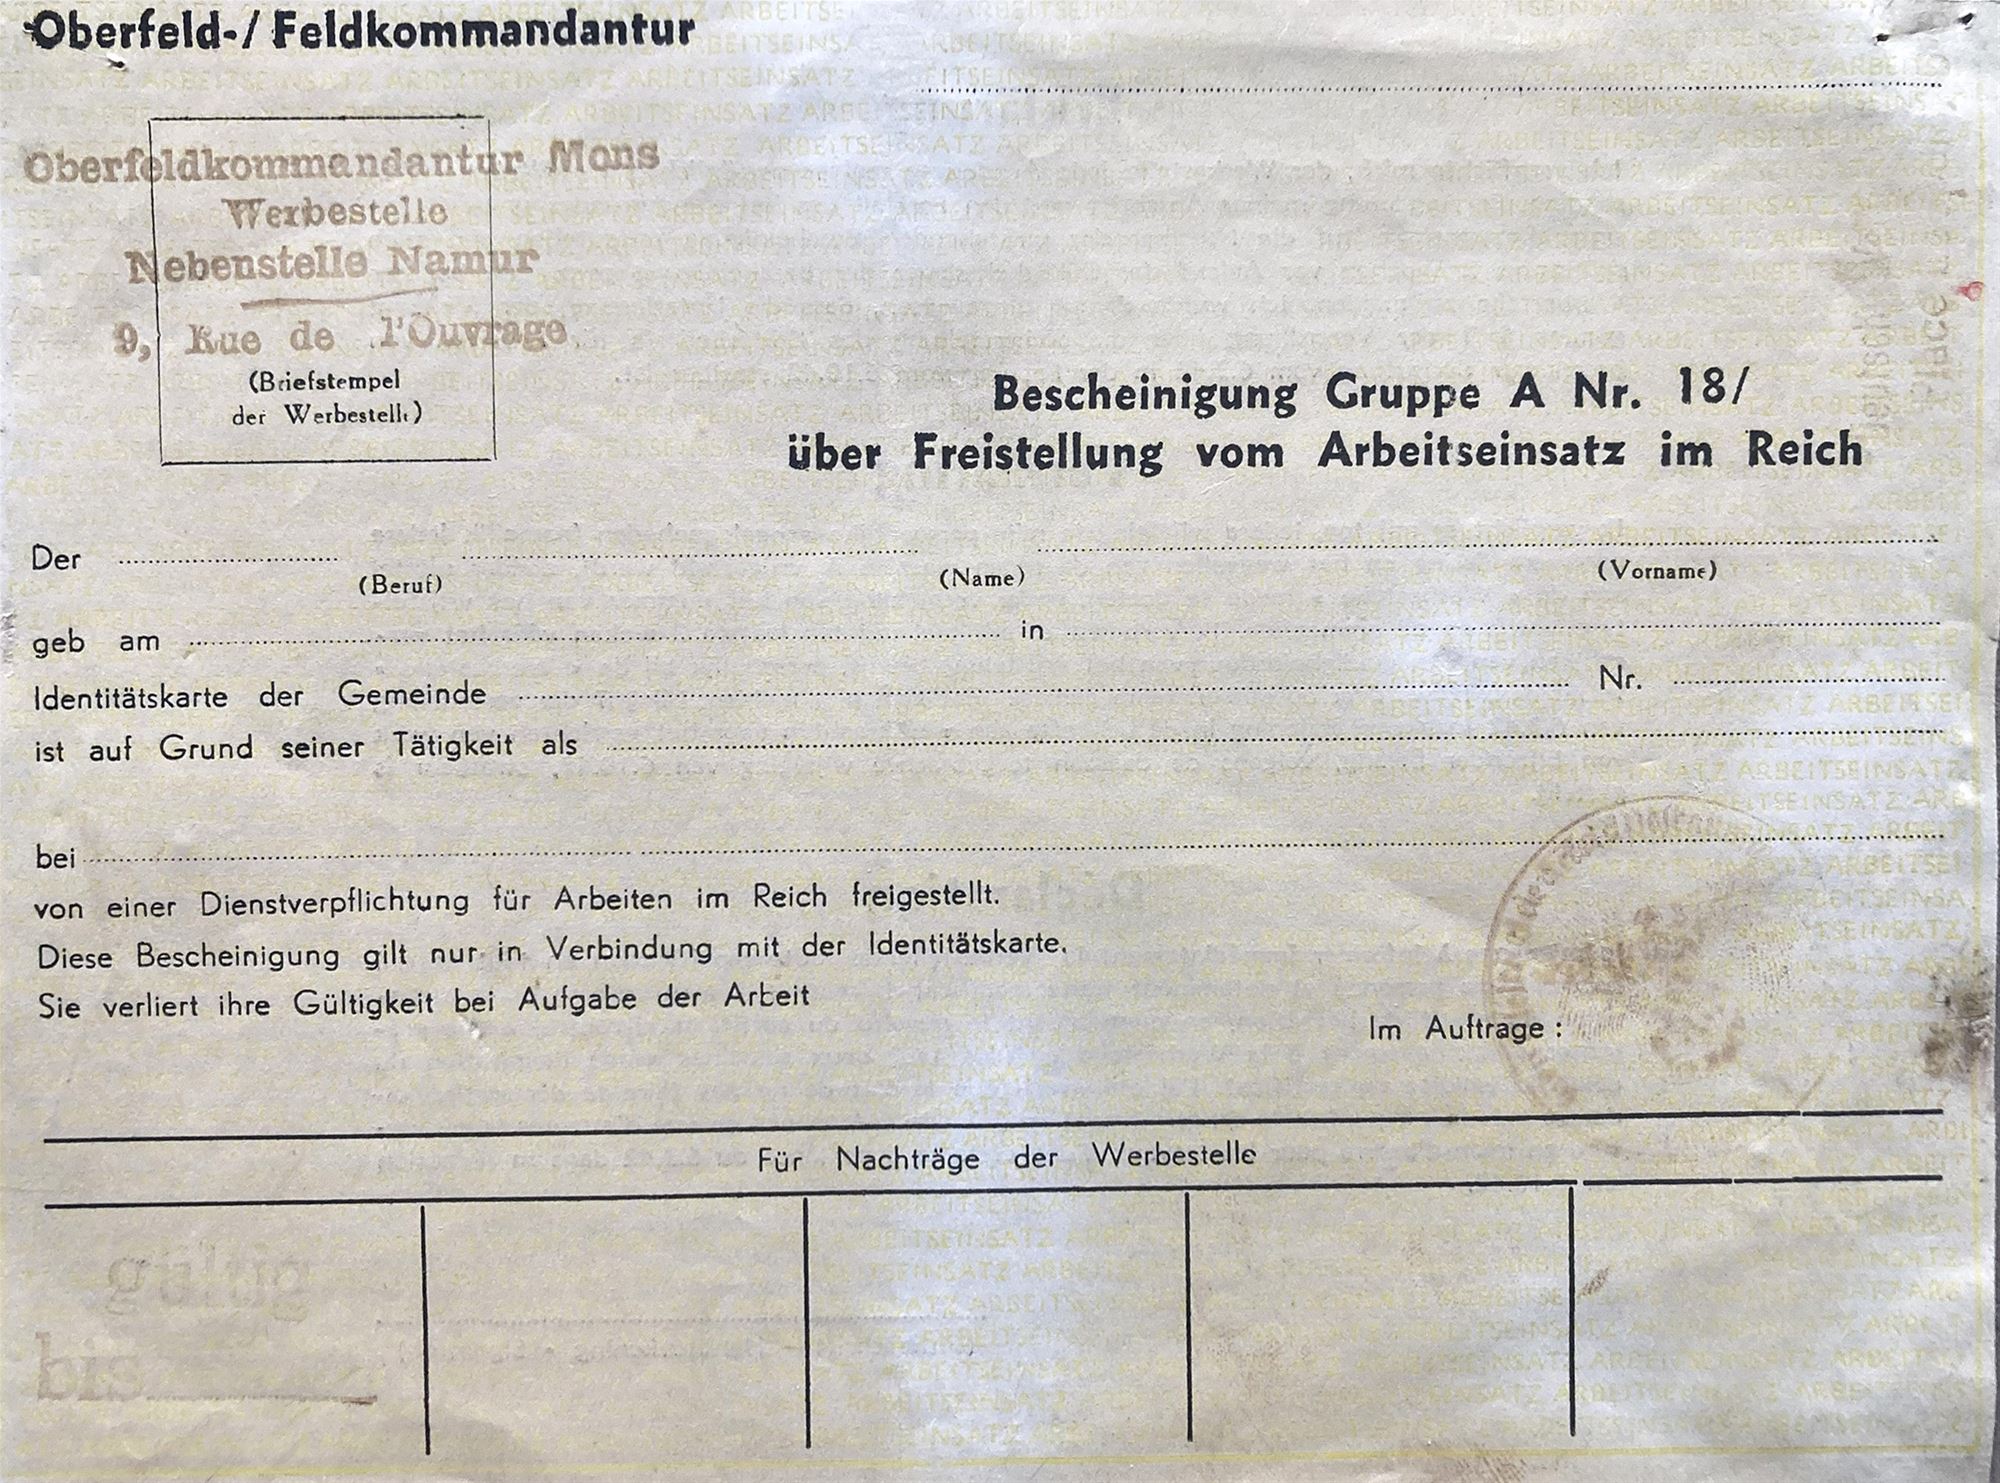 Oberfeld-/ Feldkommandantur
Oberfeldkommandantur Mons
Werbestelle
Nebenstelle Namur
9, Rue de l'Ouvrage
(Briefstempel
der Werbestelle)
Bescheinigung Gruppe A Nr. 18/
über Freistellung vom Arbeitseinsatz im Reich
Der
(Beruf) (Name) (Vorname)
geb am in
Identitätskarte der Gemeinde Nr.
ist auf Grund seiner Tätigkeit als
bei
von einer Dienstverpflichtung für Arbeiten im Reich freigestellt.
Diese Bescheinigung gilt nur in Verbindung mit der Identitätskarte.
Sie verliert ihre Gültigkeit bei Aufgabe der Arbeit
Im Auftrage :
Für Nachträge der Werbestelle
gültig
bis
ARBEITSEINSATZ